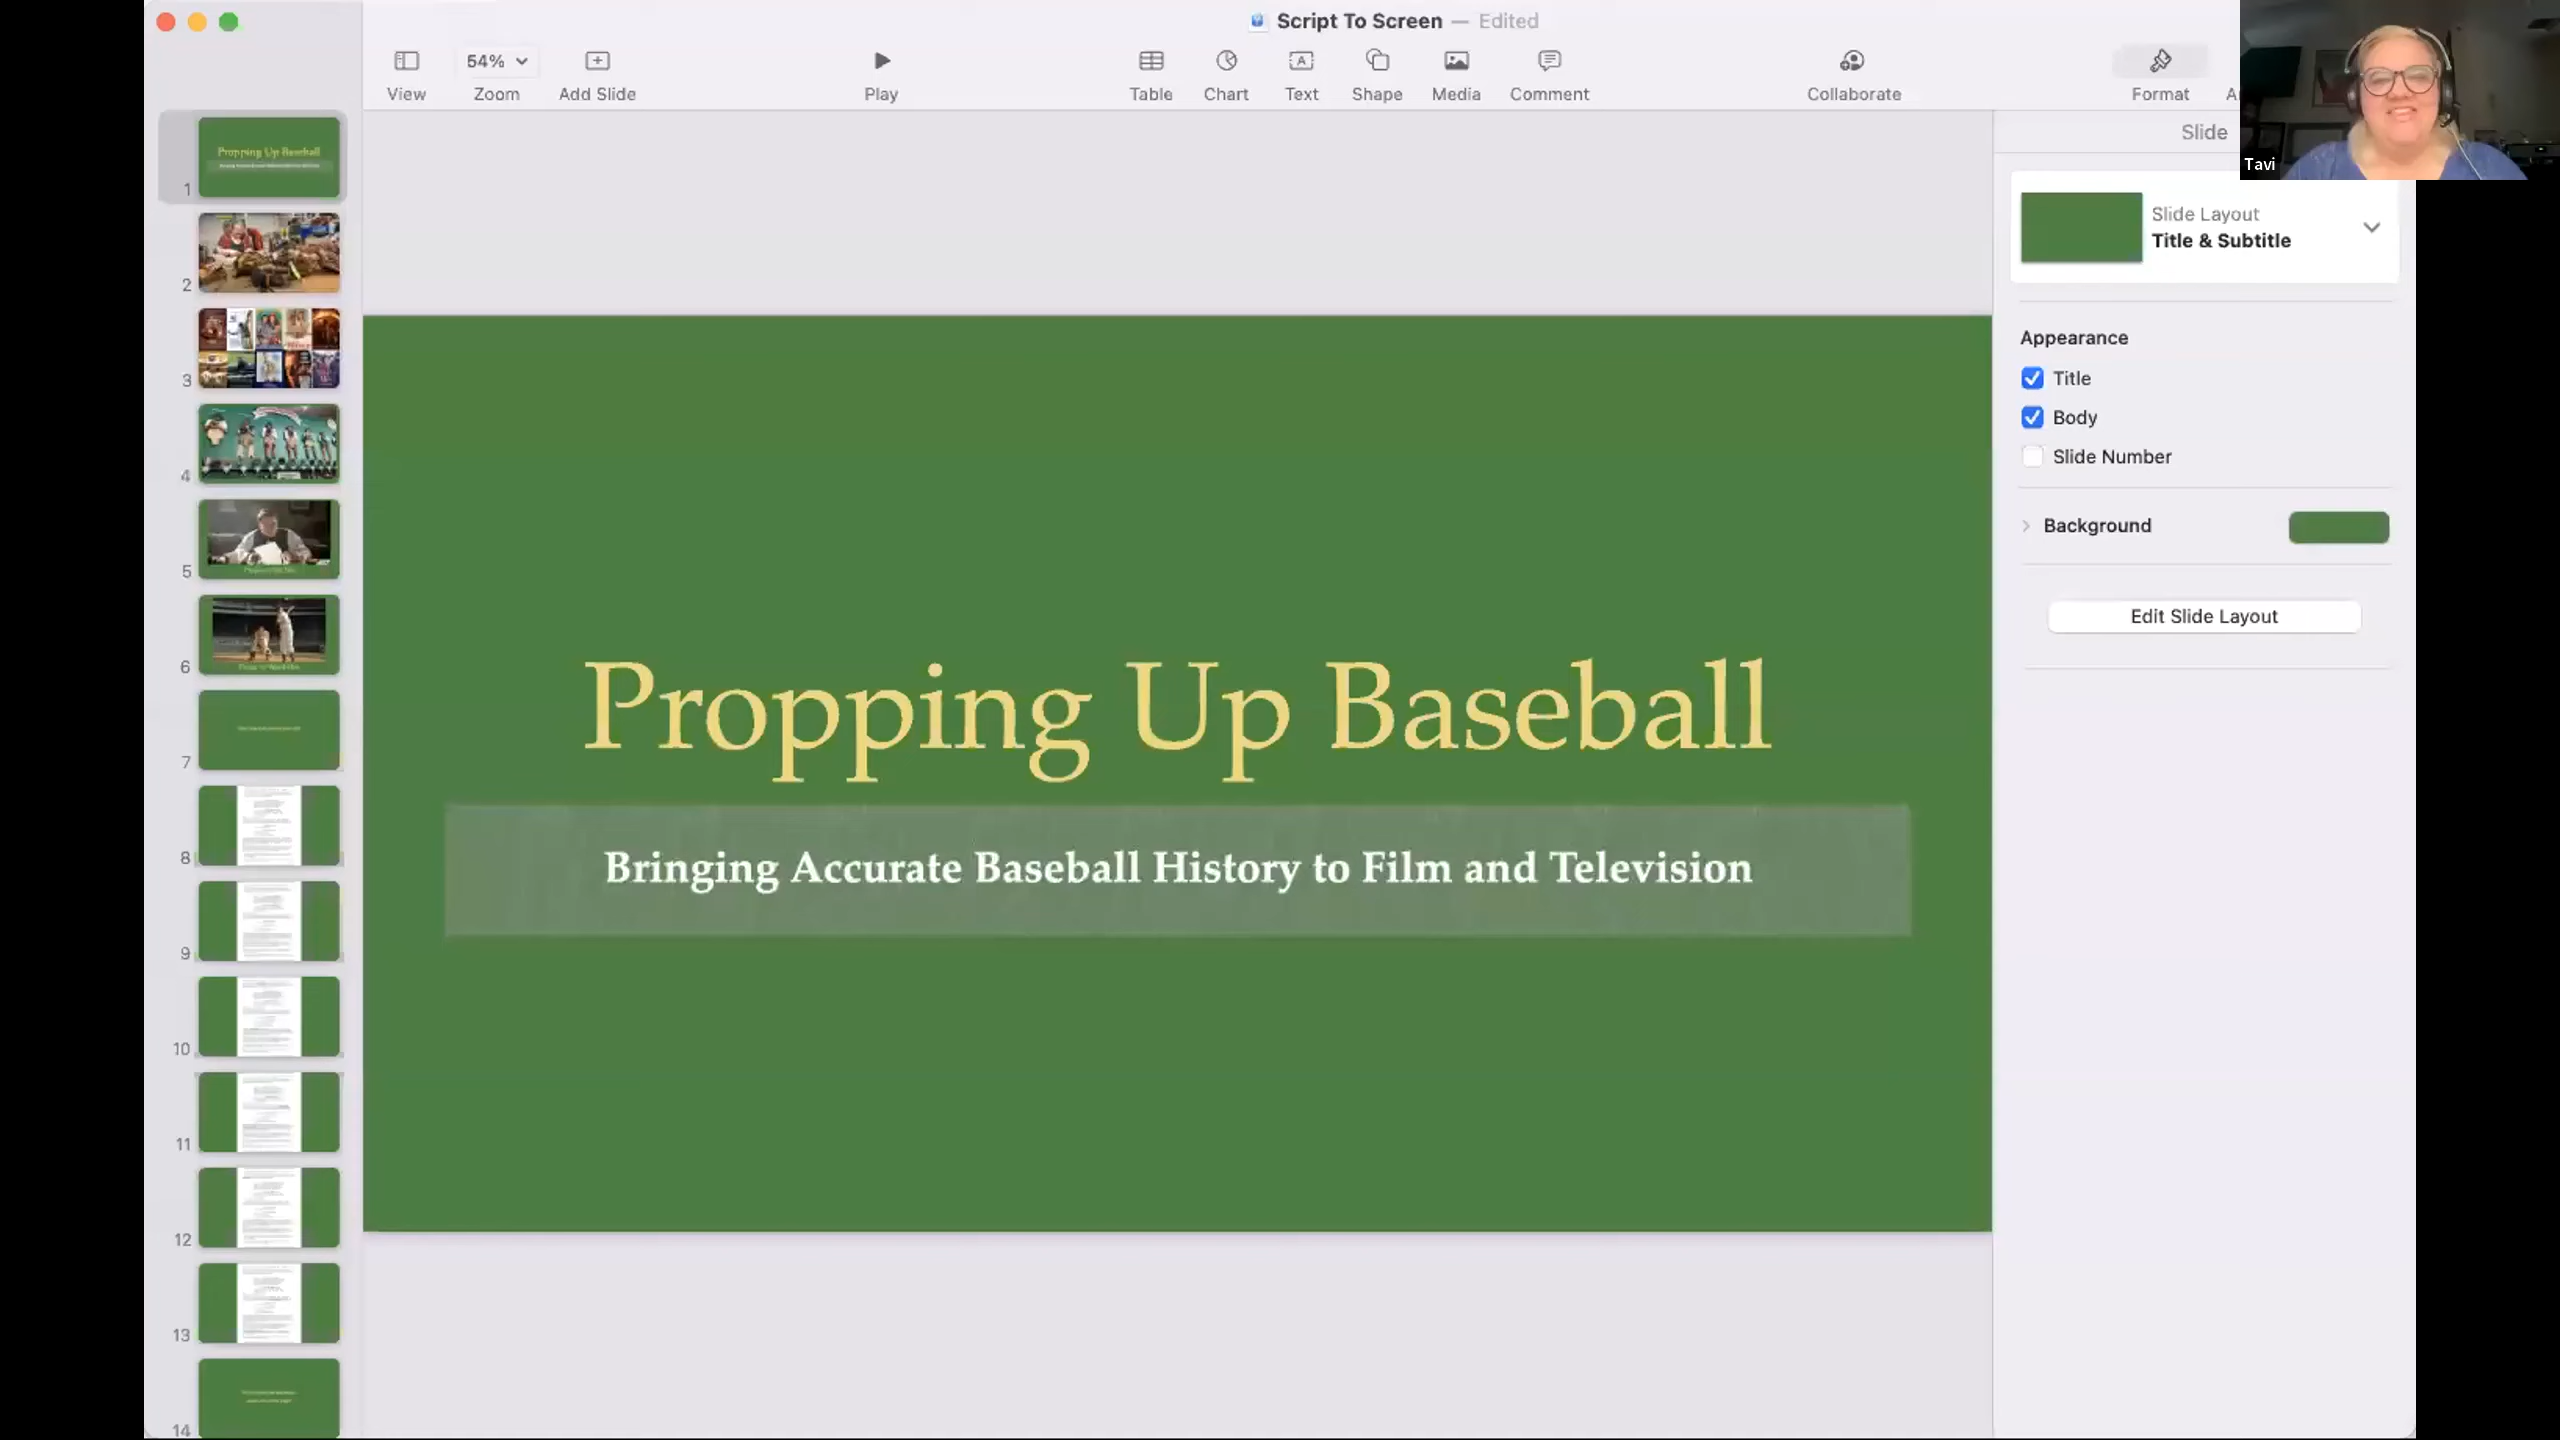 Script To Screen — Edited
54%
View
Zoom
Add Slide
Play
Table
Chart
Text
Shape
Media
Comment
Collaborate
Format
Slide
Tavi
Slide Layout
Title & Subtitle
Appearance
Title
Body
Slide Number
Background
Edit Slide Layout
Propping Up Baseball
Bringing Accurate Baseball History to Film and Television
Propping Up Baseball
1
2
3
4
5
6
7
8
9
10
11
12
13
14